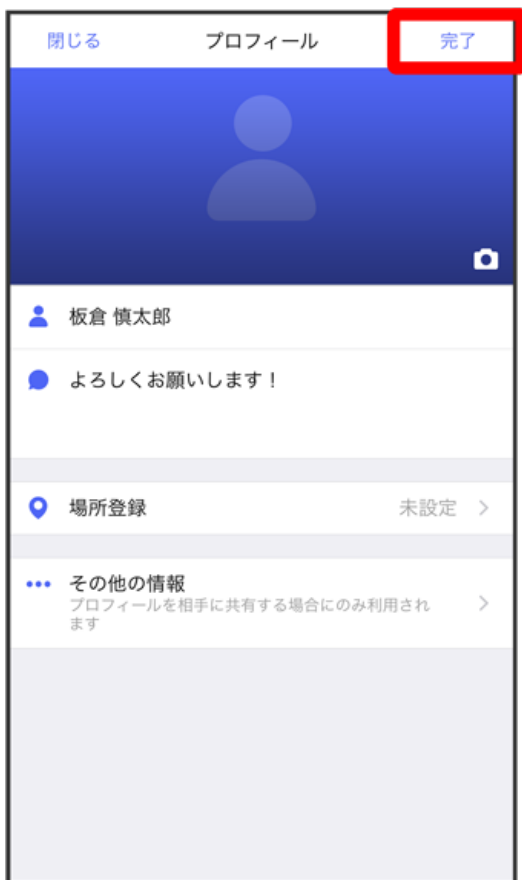 閉じる プロフィール 完了
板倉 慎太郎
よろしくお願いします！
場所登録 未設定
その他の情報
プロフィールを相手に共有する場合にのみ利用され
ます